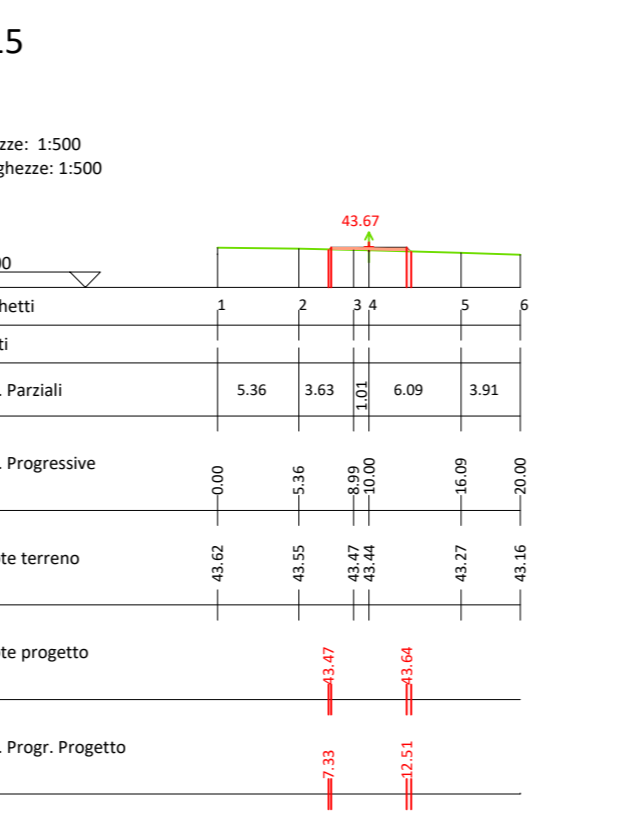 .5
zze: 1:500
ghezze: 1:500
43.67
00
hetti 1 2 3 4 5 6
ti
. Parziali 5.36 3.63 1.01 6.09 3.91
. Progressive 0.00 5.36 8.99 10.00 16.09 20.00
te terreno 43.62 43.55 43.47 43.44 43.27 43.16
te progetto 43.47 43.64
. Progr. Progetto 7.33 12.51